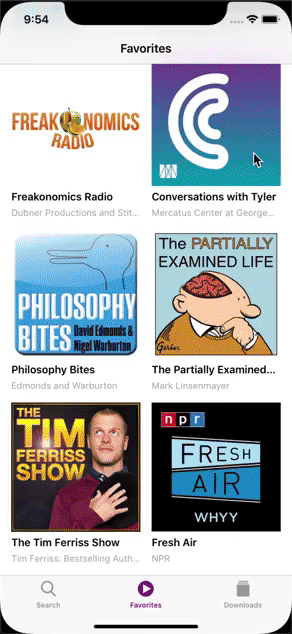 9:54
Favorites
FREAKONOMICS
RADIO
Freakonomics Radio
Dubner Productions and Stit...
Conversations with Tyler
Mercatus Center at George...
PHILOSOPHY
BITES David Edmonds &
Nigel Warburton
Philosophy Bites
Edmonds and Warburton
The PARTIALLY
EXAMINED LIFE
Gerber
The Partially Examined...
Mark Linsenmayer
THE
TIM
FERRISS
SHOW
The Tim Ferriss Show
Tim Ferriss: Bestselling Auth...
npr
FRESH
AIR
WHYY
Fresh Air
NPR
Search
Favorites
Downloads